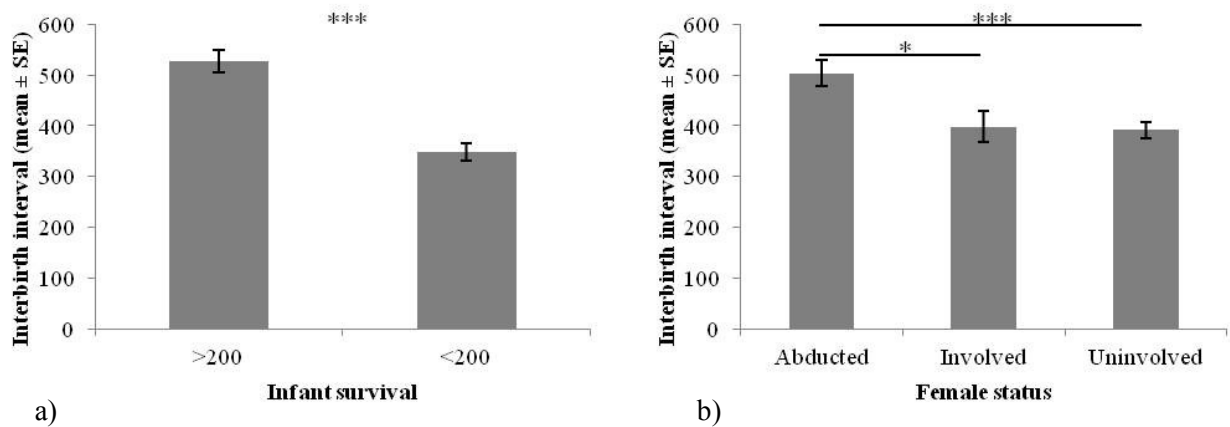 ***
600
500
400
300
200
100
0
Interbirth interval (mean ± SE)
>200 <200
Infant survival
a)
***
*
600
500
400
300
200
100
0
Interbirth interval (mean ± SE)
Abducted Involved Uninvolved
Female status
b)